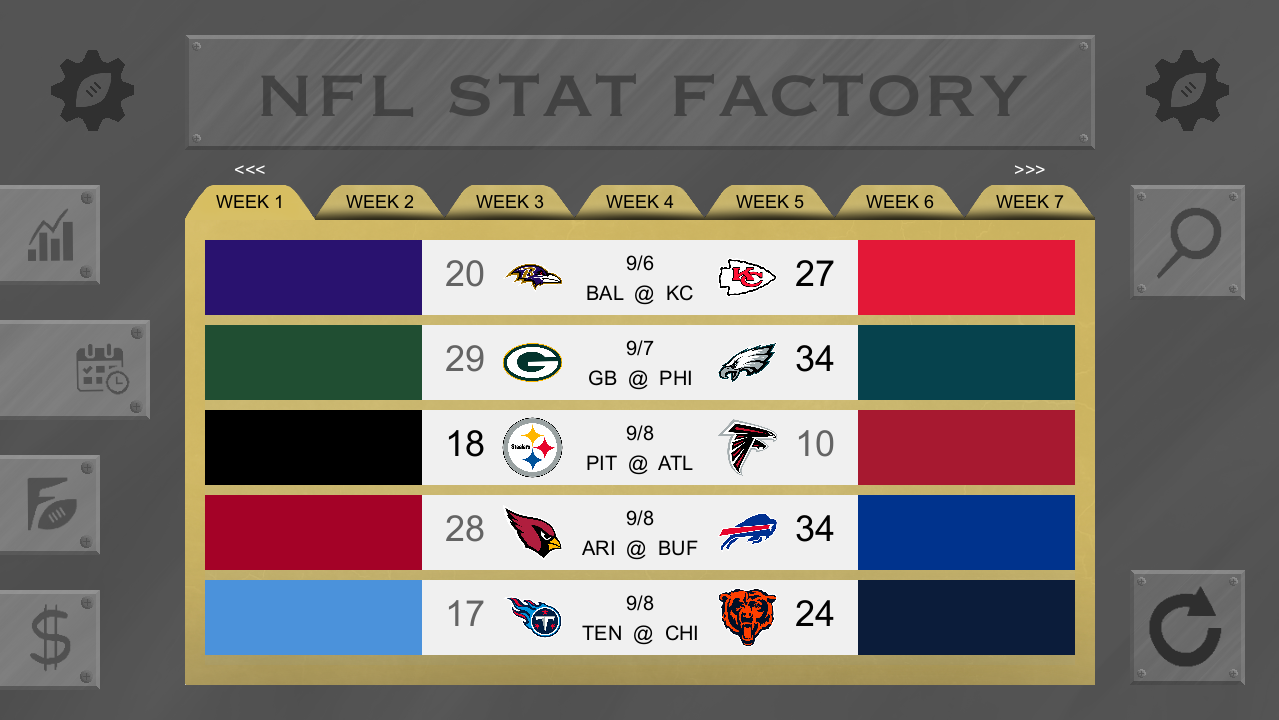 NFL STAT FACTORY
<<< >>>
WEEK 1 WEEK 2 WEEK 3 WEEK 4 WEEK 5 WEEK 6 WEEK 7
20 9/6 27
BAL @ KC
29 9/7 34
GB @ PHI
18 Steelers 9/8 10
PIT @ ATL
28 9/8 34
ARI @ BUF
17 9/8 24
TEN @ CHI